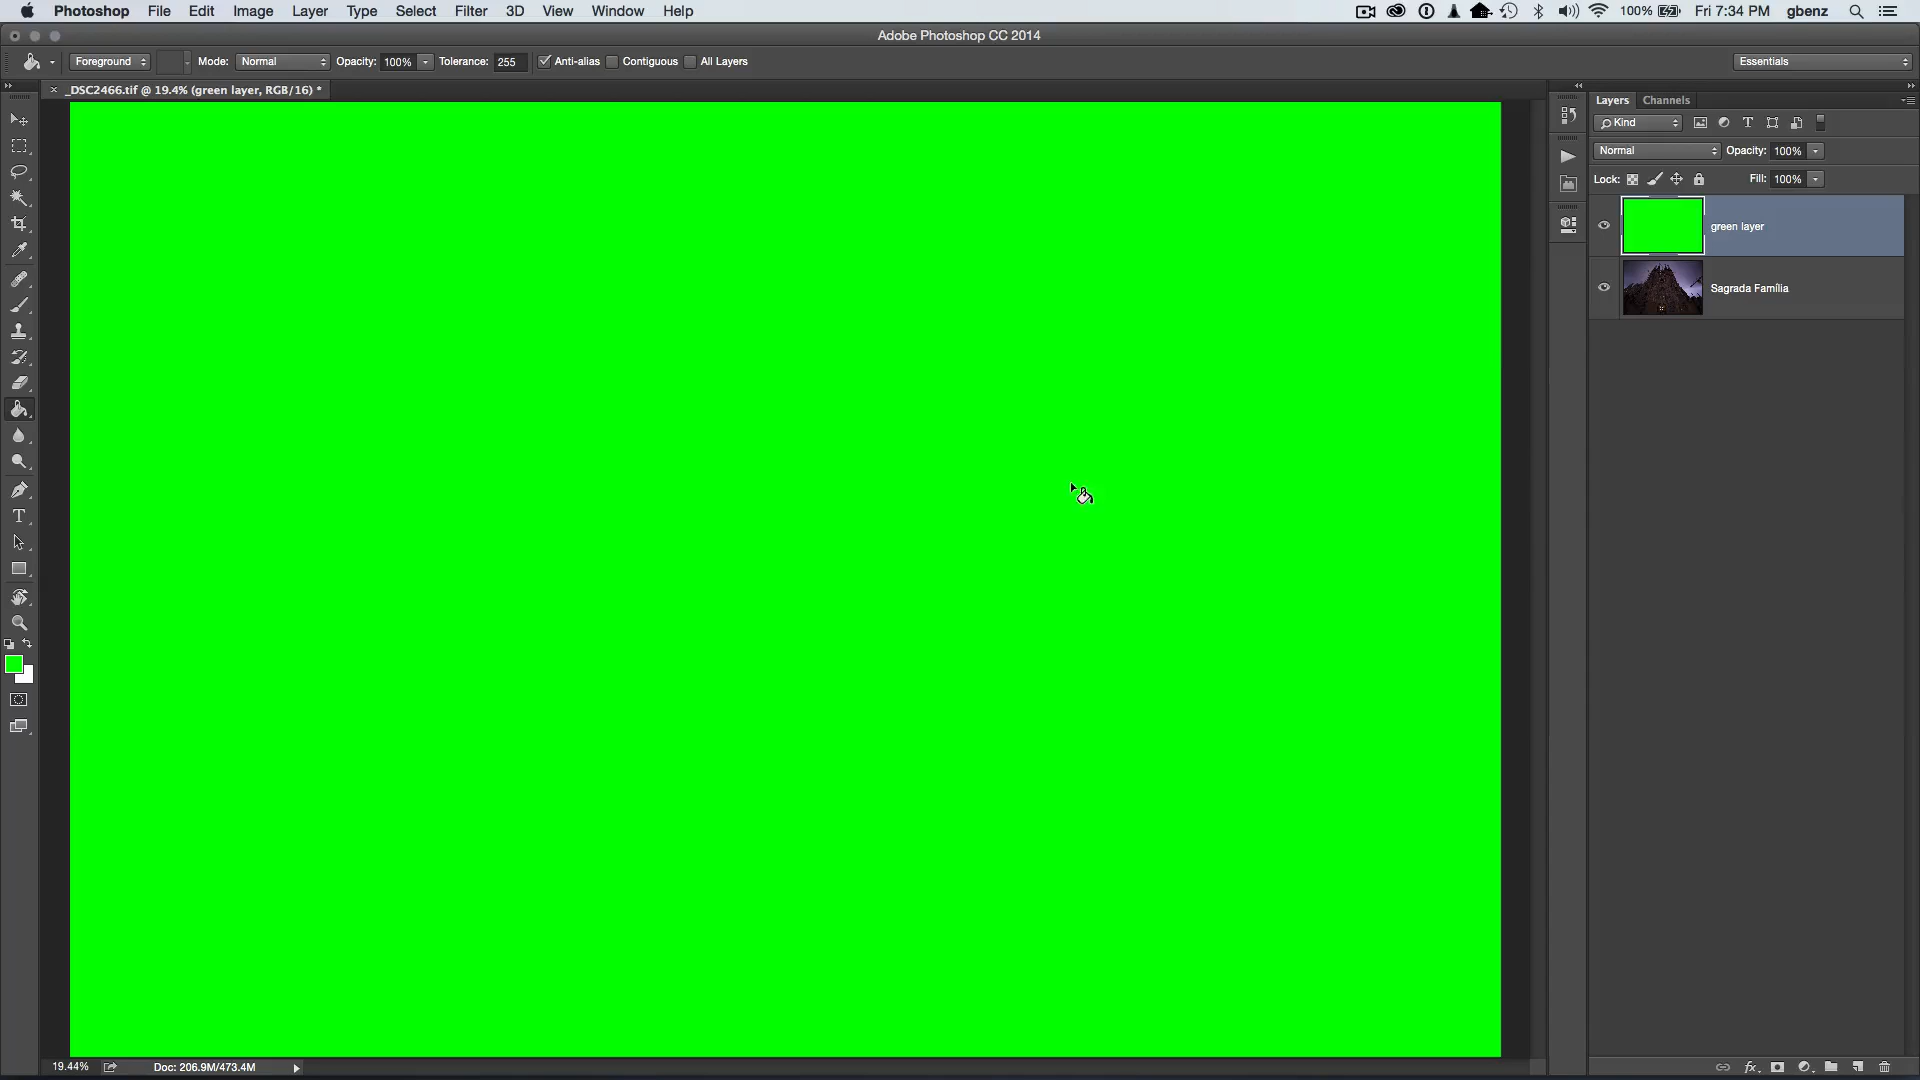 Photoshop File Edit Image Layer Type Select Filter 3D View Window Help 100% Fri 7:34 PM gbenz
Adobe Photoshop CC 2014
Foreground Mode: Normal Opacity: 100% Tolerance: 255 Anti-alias Contiguous All Layers Essentials
_DSC2466.tif @ 19.4% (green layer, RGB/16) *
Layers Channels
Kind
Normal Opacity: 100%
Lock: Fill: 100%
green layer
Sagrada Família
19.44% Doc: 206.9M/473.4M